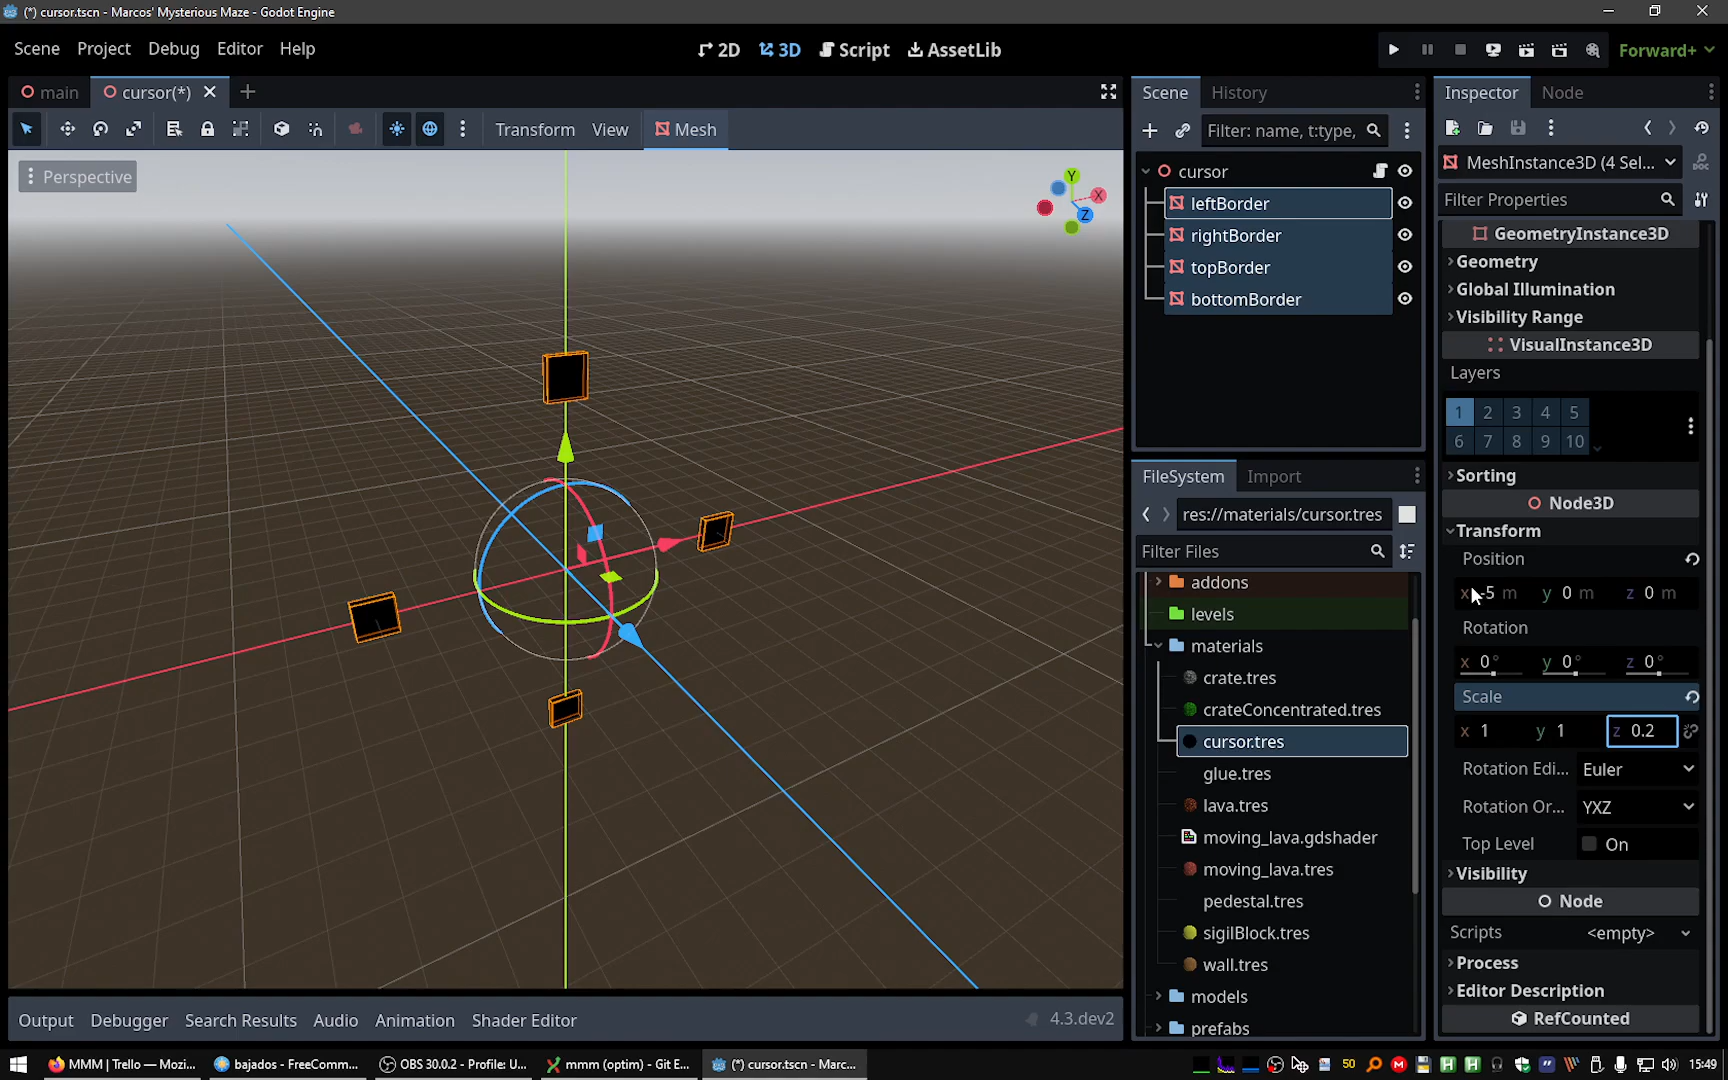 (*) cursor.tscn - Marcos' Mysterious Maze - Godot Engine
Scene Project Debug Editor Help
2D 3D Script AssetLib
Forward+
main cursor(*)
Transform View Mesh
Perspective
Y
X
Z
Scene History
Filter: name, t:type,
cursor
leftBorder
rightBorder
topBorder
bottomBorder
FileSystem Import
res://materials/cursor.tres
Filter Files
addons
levels
materials
crate.tres
crateConcentrated.tres
cursor.tres
glue.tres
lava.tres
moving_lava.gdshader
moving_lava.tres
pedestal.tres
sigilBlock.tres
wall.tres
models
prefabs
Inspector Node
MeshInstance3D (4 Sel...
Filter Properties
GeometryInstance3D
Geometry
Global Illumination
Visibility Range
VisualInstance3D
Layers
1 2 3 4 5
6 7 8 9 10
Sorting
Node3D
Transform
Position
x -5 m y 0 m z 0 m
Rotation
x 0° y 0° z 0°
Scale
x 1 y 1 z 0.2
Rotation Edi... Euler
Rotation Or... YXZ
Top Level On
Visibility
Node
Scripts <empty>
Process
Editor Description
RefCounted
Output Debugger Search Results Audio Animation Shader Editor 4.3.dev2
MMM | Trello — Mozi... bajados - FreeComm... OBS 30.0.2 - Profile: U... mmm (optim) - Git E... (*) cursor.tscn - Marc... 50 15:49